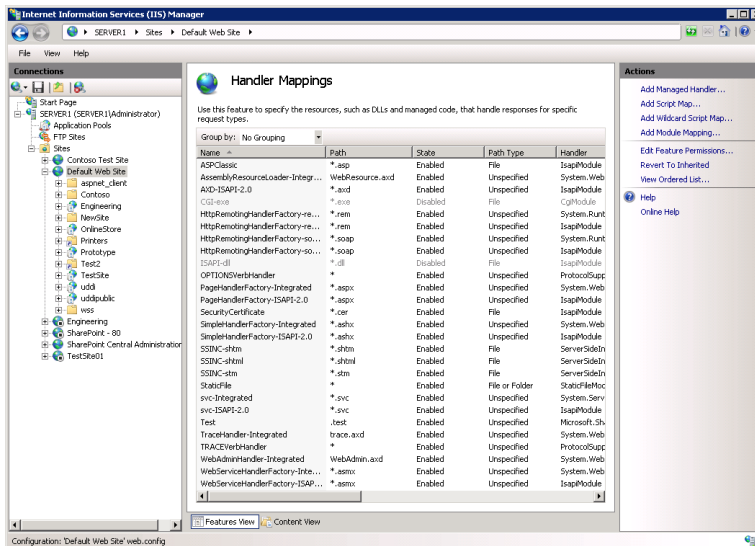 Internet Information Services (IIS) Manager
SERVER1 Sites Default Web Site
File View Help
Connections
Start Page
SERVER1 (SERVER1\Administrator)
Application Pools
FTP Sites
Sites
Contoso Test Site
Default Web Site
aspnet_client
Contoso
Engineering
NewSite
OnlineStore
Printers
Prototype
Test2
TestSite
uddi
uddipublic
wss
Engineering
SharePoint - 80
SharePoint Central Administration
TestSite01
Handler Mappings
Use this feature to specify the resources, such as DLLs and managed code, that handle responses for specific
request types.
Group by: No Grouping
Name Path State Path Type Handler
ASPClassic *.asp Enabled File IsapiModule
AssemblyResourceLoader-Integr... WebResource.axd Enabled Unspecified System.Web
AXD-ISAPI-2.0 *.axd Enabled Unspecified IsapiModule
CGI-exe *.exe Disabled File CgiModule
HttpRemotingHandlerFactory-re... *.rem Enabled Unspecified System.Runt
HttpRemotingHandlerFactory-re... *.rem Enabled Unspecified IsapiModule
HttpRemotingHandlerFactory-so... *.soap Enabled Unspecified System.Runt
HttpRemotingHandlerFactory-so... *.soap Enabled Unspecified IsapiModule
ISAPI-dll *.dll Disabled File IsapiModule
OPTIONSVerbHandler * Enabled Unspecified ProtocolSupp
PageHandlerFactory-Integrated *.aspx Enabled Unspecified System.Web
PageHandlerFactory-ISAPI-2.0 *.aspx Enabled Unspecified IsapiModule
SecurityCertificate *.cer Enabled File IsapiModule
SimpleHandlerFactory-Integrated *.ashx Enabled Unspecified System.Web
SimpleHandlerFactory-ISAPI-2.0 *.ashx Enabled Unspecified IsapiModule
SSINC-shtm *.shtm Enabled File ServerSideIn
SSINC-shtml *.shtml Enabled File ServerSideIn
SSINC-stm *.stm Enabled File ServerSideIn
StaticFile * Enabled File or Folder StaticFileMoc
svc-Integrated *.svc Enabled Unspecified System.Serv
svc-ISAPI-2.0 *.svc Enabled Unspecified IsapiModule
Test .test Enabled Unspecified Microsoft.Sh
TraceHandler-Integrated trace.axd Enabled Unspecified System.Web
TRACEVerbHandler * Enabled Unspecified ProtocolSupp
WebAdminHandler-Integrated WebAdmin.axd Enabled Unspecified System.Web
WebServiceHandlerFactory-Inte... *.asmx Enabled Unspecified System.Web
WebServiceHandlerFactory-ISAP... *.asmx Enabled Unspecified IsapiModule
Features View Content View
Actions
Add Managed Handler...
Add Script Map...
Add Wildcard Script Map...
Add Module Mapping...
Edit Feature Permissions...
Revert To Inherited
View Ordered List...
Help
Online Help
Configuration: 'Default Web Site' web.config